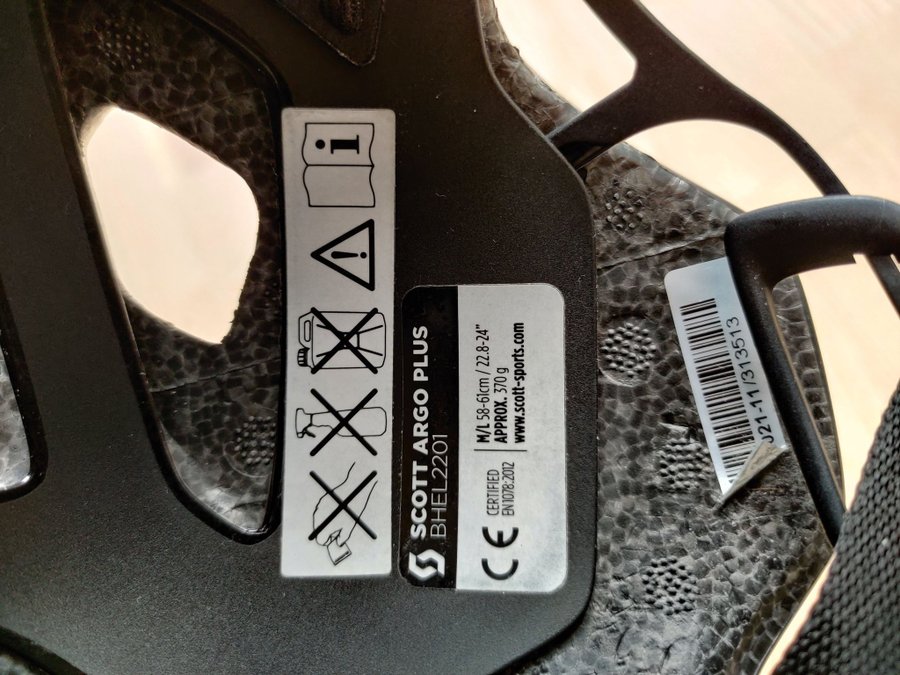 SCOTT ARGO PLUS
BHEL2201
M/L 58-61cm / 22.8-24"
APPROX. 370 g
www.scott-sports.com
CE CERTIFIED
EN1078:2012
021-11/313513